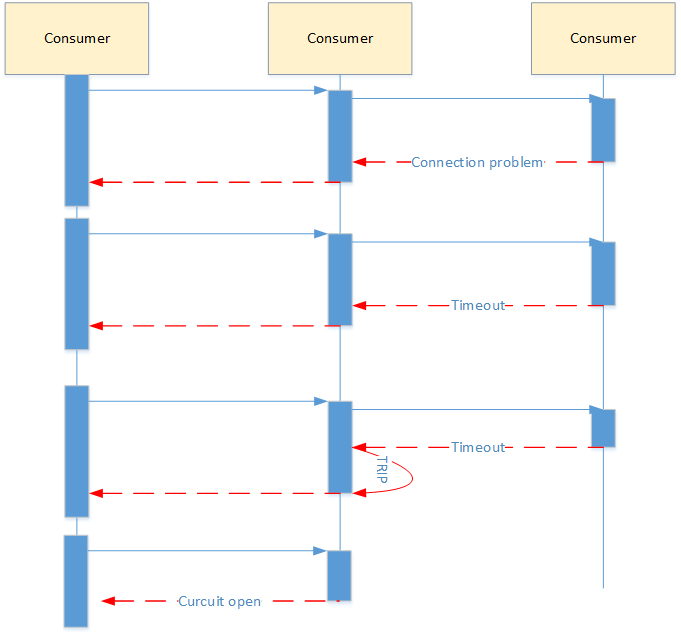 Consumer
Consumer
Consumer
Connection problem
Timeout
Timeout
TRIP
Curcuit open